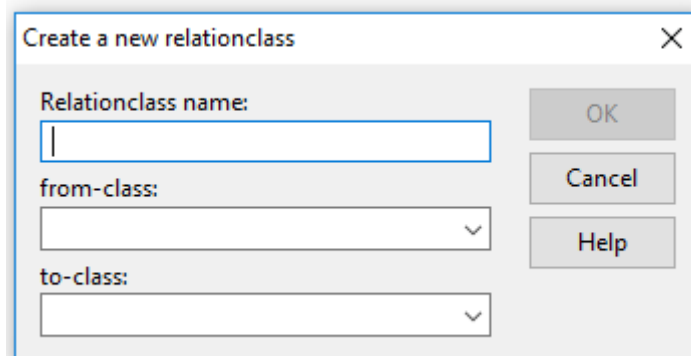 Create a new relationclass
Relationclass name:
OK
Cancel
from-class:
Help
to-class: